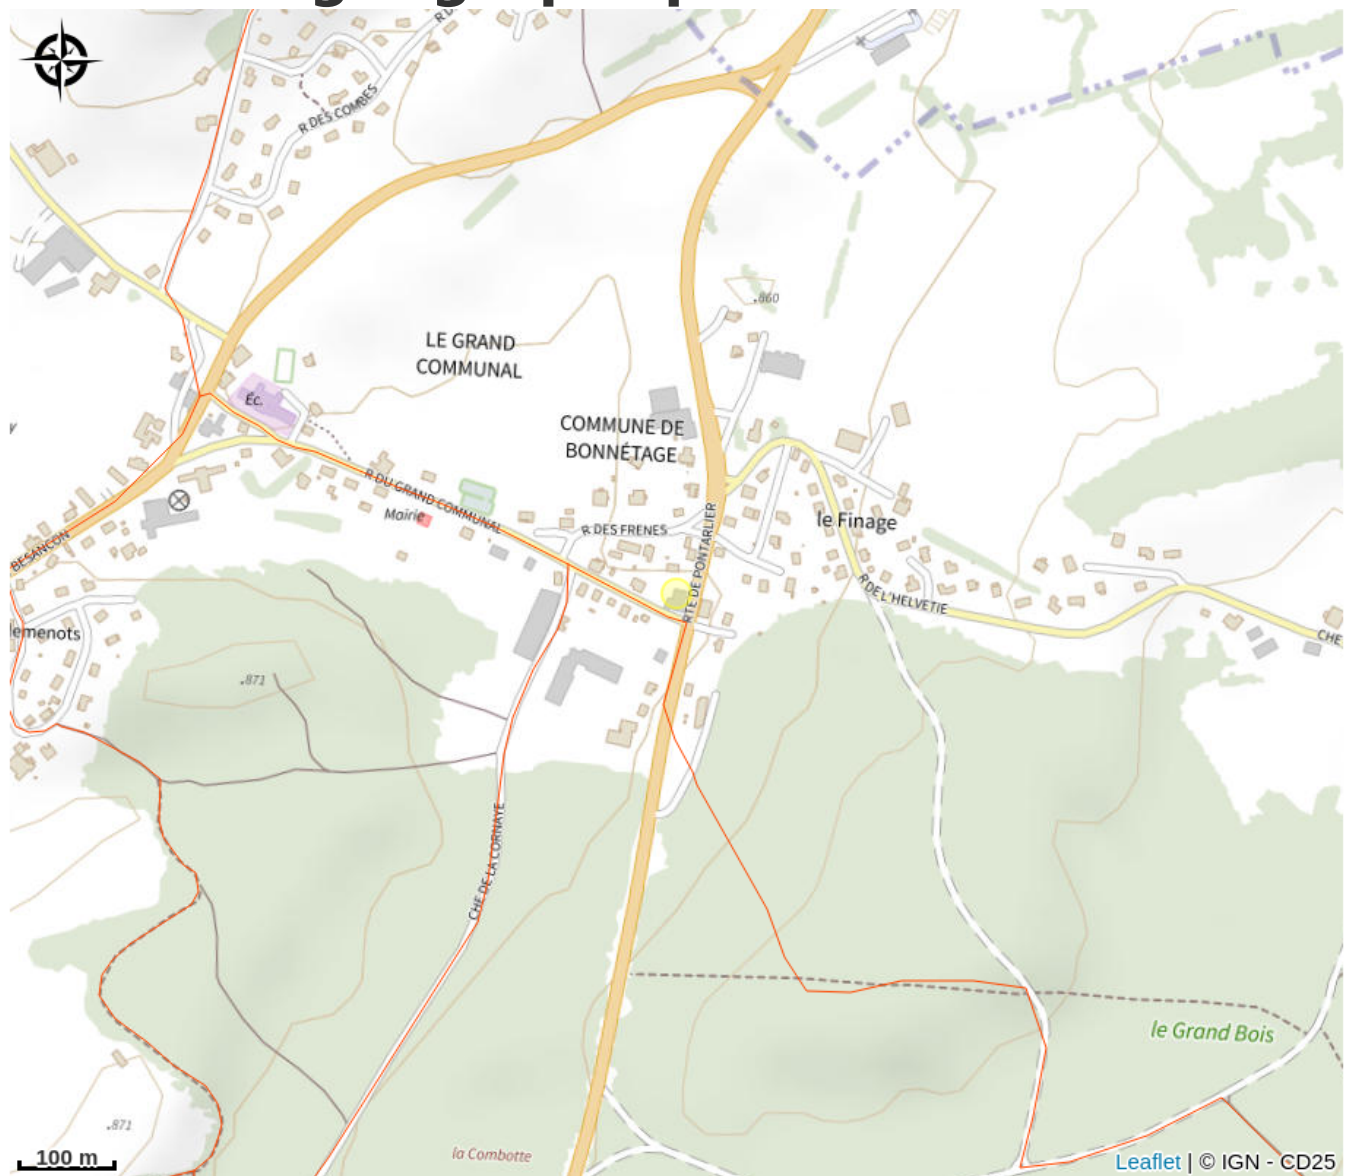 R DES COMBES
860
LE GRAND
COMMUNAL
Éc.
COMMUNE DE
BONNÉTAGE
R DU GRAND COMMUNAL
Mairie
R DES FRENES
RTE DE PONTARLIER
le Finage
BESANCON
R DE L'HELVETIE
CHE
lemenots
871
CHE DE LA CORNAYE
le Grand Bois
871
la Combotte
100 m
Leaflet | © IGN - CD25